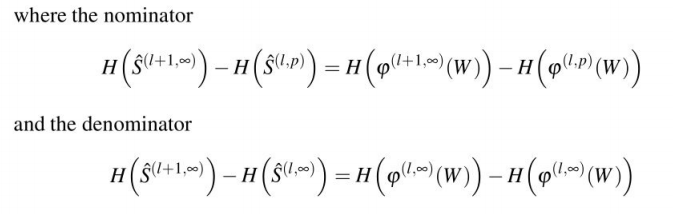 where the nominator
H(Ŝ^(l+1,∞)) − H(Ŝ^(l,p)) = H(φ^(l+1,∞)(W)) − H(φ^(l,p)(W))
and the denominator
H(Ŝ^(l+1,∞)) − H(Ŝ^(l,∞)) = H(φ^(l,∞)(W)) − H(φ^(l,∞)(W))